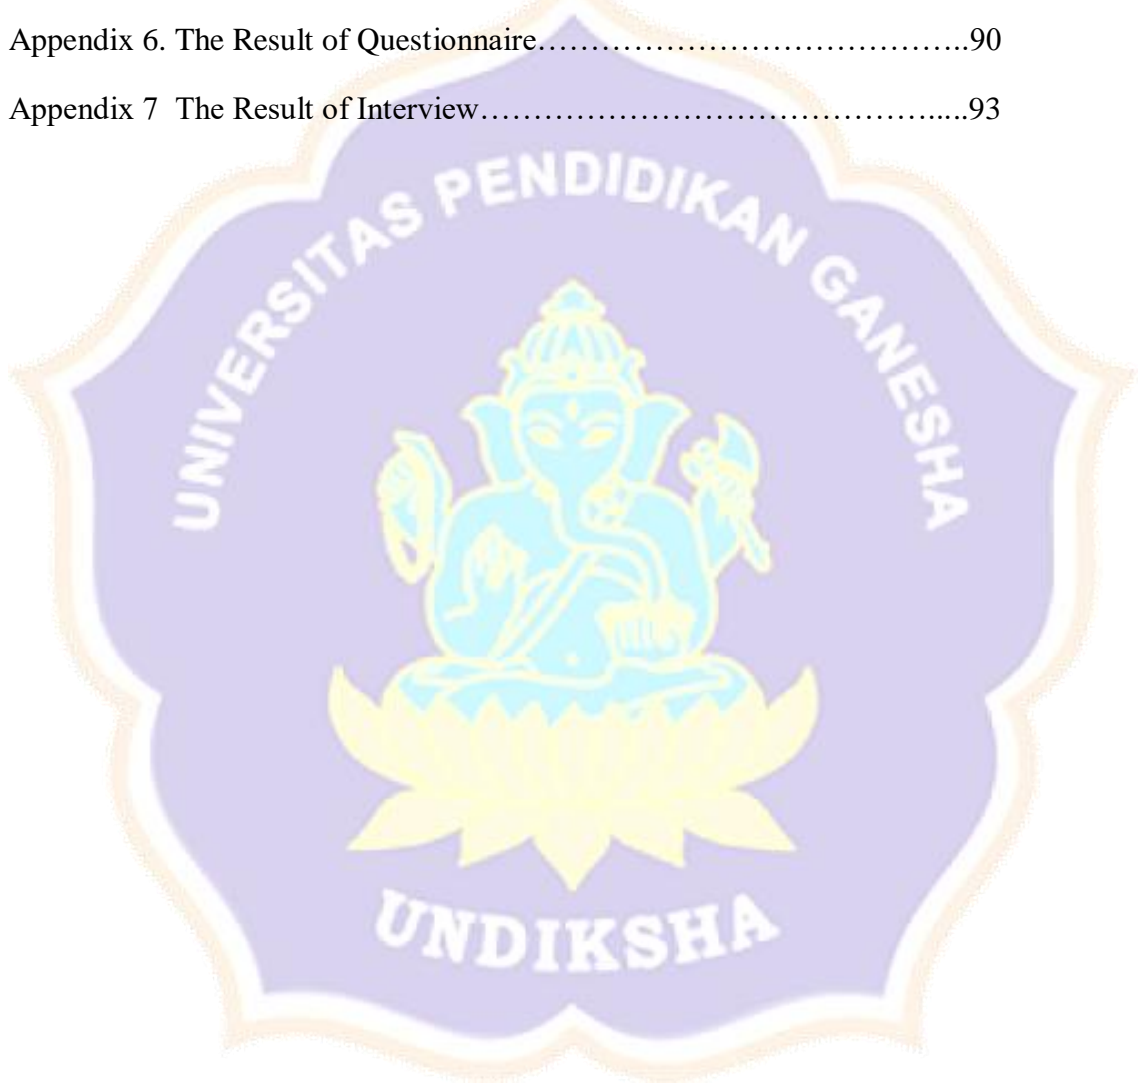 Appendix 6. The Result of Questionnaire…………………………………..90
Appendix 7  The Result of Interview…………………………………….....93
UNIVERSITAS PENDIDIKAN GANESHA
UNDIKSHA